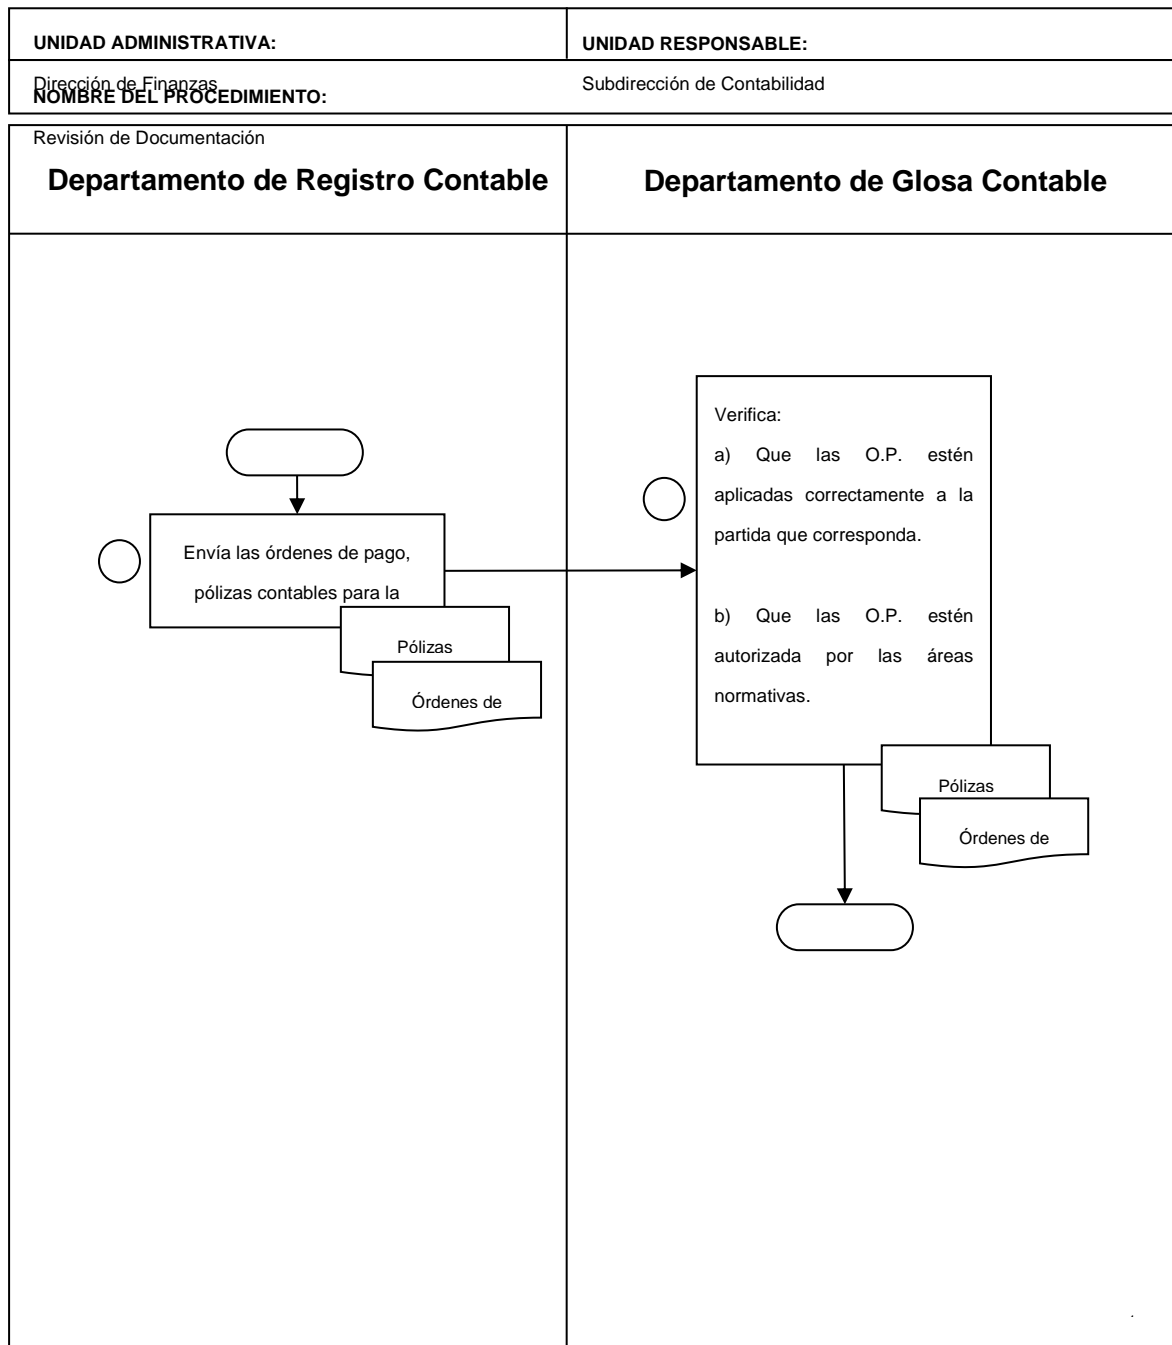 UNIDAD ADMINISTRATIVA:
UNIDAD RESPONSABLE:
Dirección de Finanzas
Subdirección de Contabilidad
NOMBRE DEL PROCEDIMIENTO:
Revisión de Documentación
Departamento de Registro Contable
Departamento de Glosa Contable
Envía las órdenes de pago,
pólizas contables para la
Pólizas
Órdenes de
Verifica:
a) Que las O.P. estén
aplicadas correctamente a la
partida que corresponda.
b) Que las O.P. estén
autorizada por las áreas
normativas.
Pólizas
Órdenes de